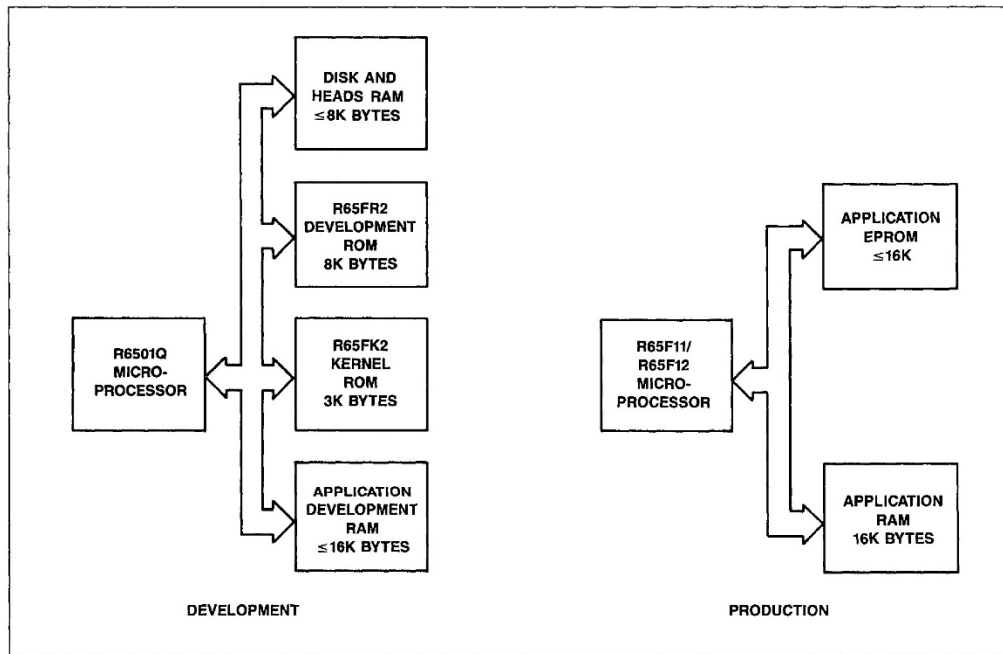 DISK AND
HEADS RAM
≤8K BYTES
R65FR2
DEVELOPMENT
ROM
8K BYTES
R6501Q
MICRO-
PROCESSOR
R65FK2
KERNEL
ROM
3K BYTES
APPLICATION
DEVELOPMENT
RAM
≤16K BYTES
DEVELOPMENT
APPLICATION
EPROM
≤16K
R65F11/
R65F12
MICRO-
PROCESSOR
APPLICATION
RAM
16K BYTES
PRODUCTION